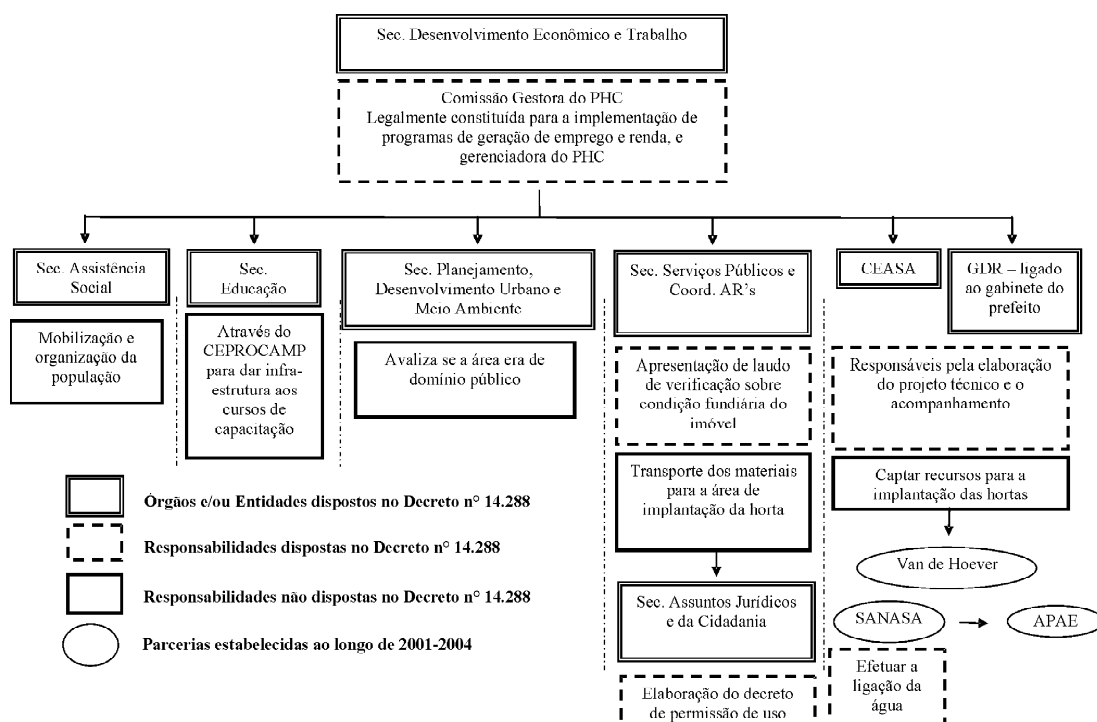 Sec. Desenvolvimento Econômico e Trabalho
Comissão Gestora do PHC
Legalmente constituída para a implementação de
programas de geração de emprego e renda, e
gerenciadora do PHC
Sec. Assistência
Social
Mobilização e
organização da
população
Sec.
Educação
Através do
CEPROCAMP
para dar infra-
estrutura aos
cursos de
capacitação
Sec. Planejamento,
Desenvolvimento Urbano e
Meio Ambiente
Avaliza se a área era de
domínio público
Sec. Serviços Públicos e
Coord. AR's
Apresentação de laudo
de verificação sobre
condição fundiária do
imóvel
Transporte dos materiais
para a área de
implantação da horta
Sec. Assuntos Jurídicos
e da Cidadania
Elaboração do decreto
de permissão de uso
CEASA
GDR – ligado
ao gabinete do
prefeito
Responsáveis pela elaboração
do projeto técnico e o
acompanhamento
Captar recursos para a
implantação das hortas
Van de Hoever
SANASA
APAE
Efetuar a
ligação da
água
Órgãos e/ou Entidades dispostos no Decreto n° 14.288
Responsabilidades dispostas no Decreto n° 14.288
Responsabilidades não dispostas no Decreto n° 14.288
Parcerias estabelecidas ao longo de 2001-2004